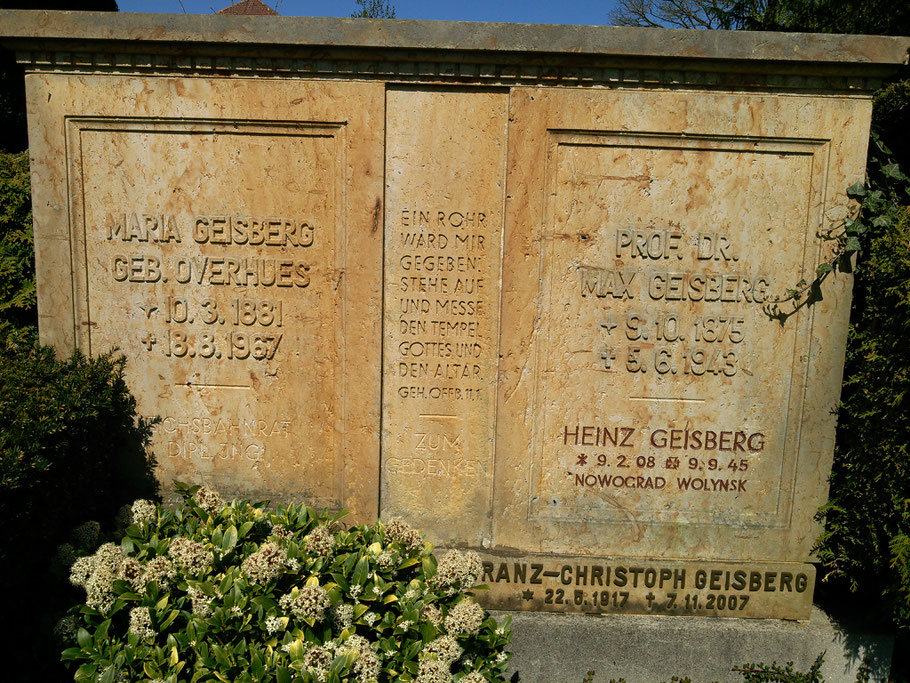 MARIA GEISBERG
GEB. OVERHUES
* 10. 3. 1881
+ 18. 8. 1967
DIPL. ING.
EIN ROHR
WARD MIR
GEGEBEN:
STEHE AUF
UND MESSE
DEN TEMPEL
GOTTES UND
DEN ALTAR
GEH. OFFB. 11, 1.
ZUM
GEDENKEN
PROF. DR.
MAX GEISBERG
* 9. 10. 1875
+ 5. 6. 1943
HEINZ GEISBERG
* 9. 2. 08 ✠ 9. 9. 45
NOWOGRAD WOLYNSK
RANZ-CHRISTOPH GEISBERG
* 22. 5. 1917 + 7. 11. 2007